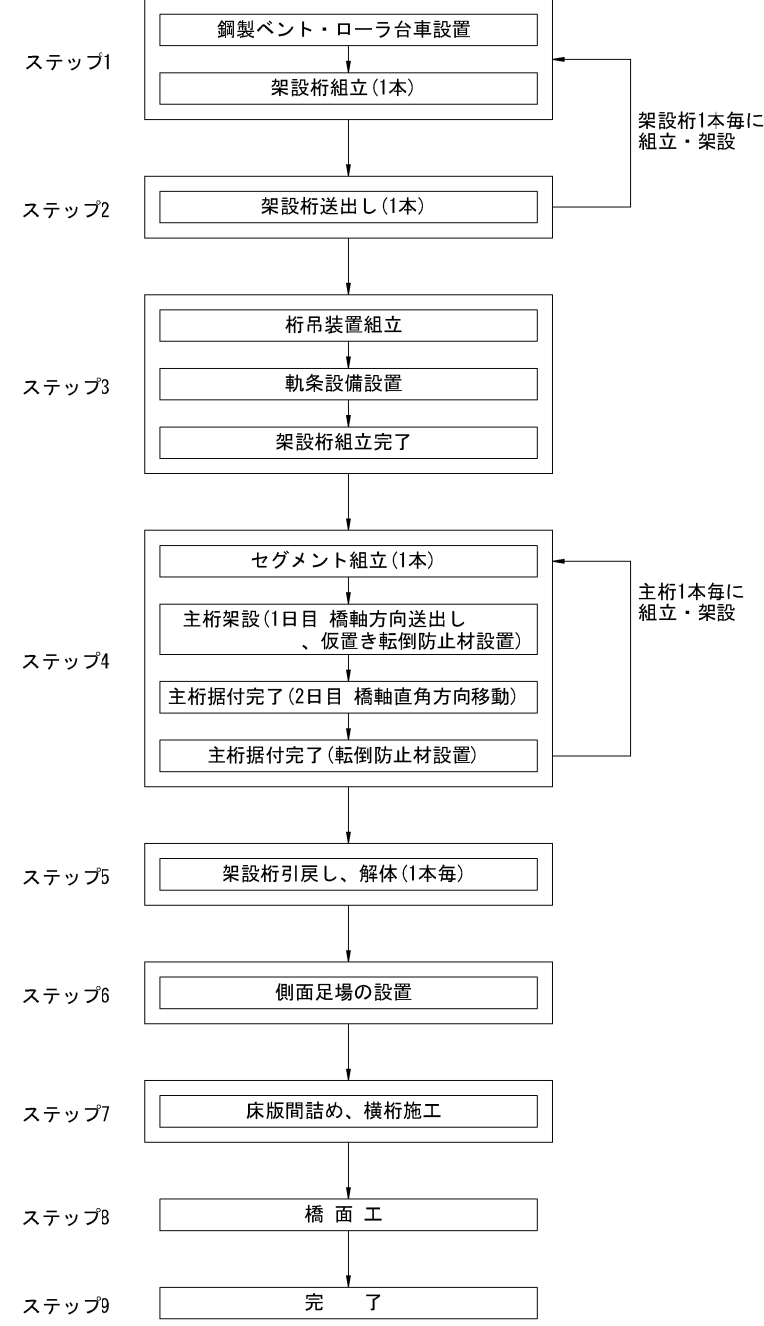 鋼製ベント・ローラ台車設置
ステップ1
架設桁組立(1本)
架設桁1本毎に
組立・架設
ステップ2
架設桁送出し(1本)
桁吊装置組立
ステップ3
軌条設備設置
架設桁組立完了
セグメント組立(1本)
主桁1本毎に
組立・架設
主桁架設(1日目 橋軸方向送出し
、仮置き転倒防止材設置)
ステップ4
主桁据付完了(2日目 橋軸直角方向移動)
主桁据付完了(転倒防止材設置)
ステップ5
架設桁引戻し、解体(1本毎)
ステップ6
側面足場の設置
ステップ7
床版間詰め、横桁施工
ステップ8
橋 面 工
ステップ9
完　　了